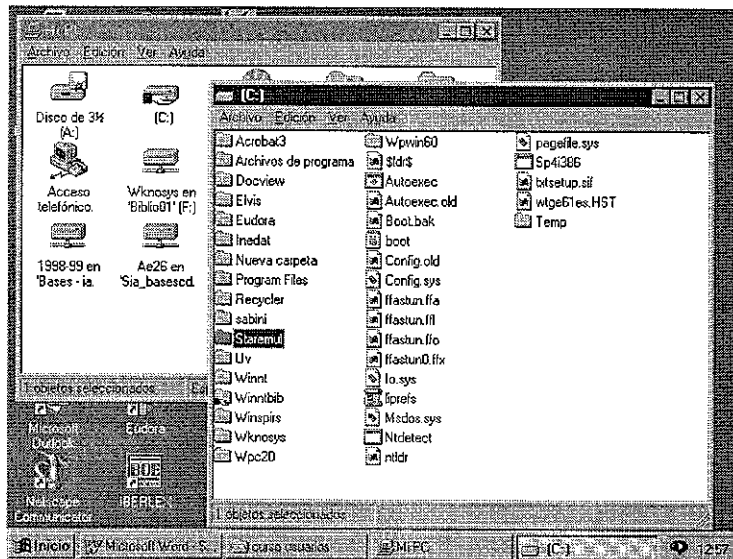 Archivo Edición Ver Ayuda
Disco de 3½ (A:)
(C:)
Acceso telefónico.
Wknosys en 'Biblio01' (F:)
1998-99 en 'Bases - ia.
Ae26 en 'Sia_basescd.
1 objetos seleccionados
(C:)
Archivo Edición Ver Ayuda
Acrobat3
Archivos de programa
Docview
Elvis
Eudora
Inedat
Nueva carpeta
Program Files
Recycler
sabini
Staremul
Uv
Winnt
Winntbib
Winspirs
Wknosys
Wpc20
Wpwin60
$ldr$
Autoexec
Autoexec.old
Boot.bak
boot
Config.old
Config.sys
ffastun.ffa
ffastun.ffl
ffastun.ffo
ffastun0.ffx
Io.sys
liprefs
Msdos.sys
Ntdetect
ntldr
pagefile.sys
Sp4i386
txtsetup.sif
wtge61es.HST
Temp
1 objetos seleccionados
Microsoft Outlook
Eudora
Netscape Communicator
IBERLEX
Inicio
Microsoft Word - S
curso usuarios
Mi PC
(C:)
2:57